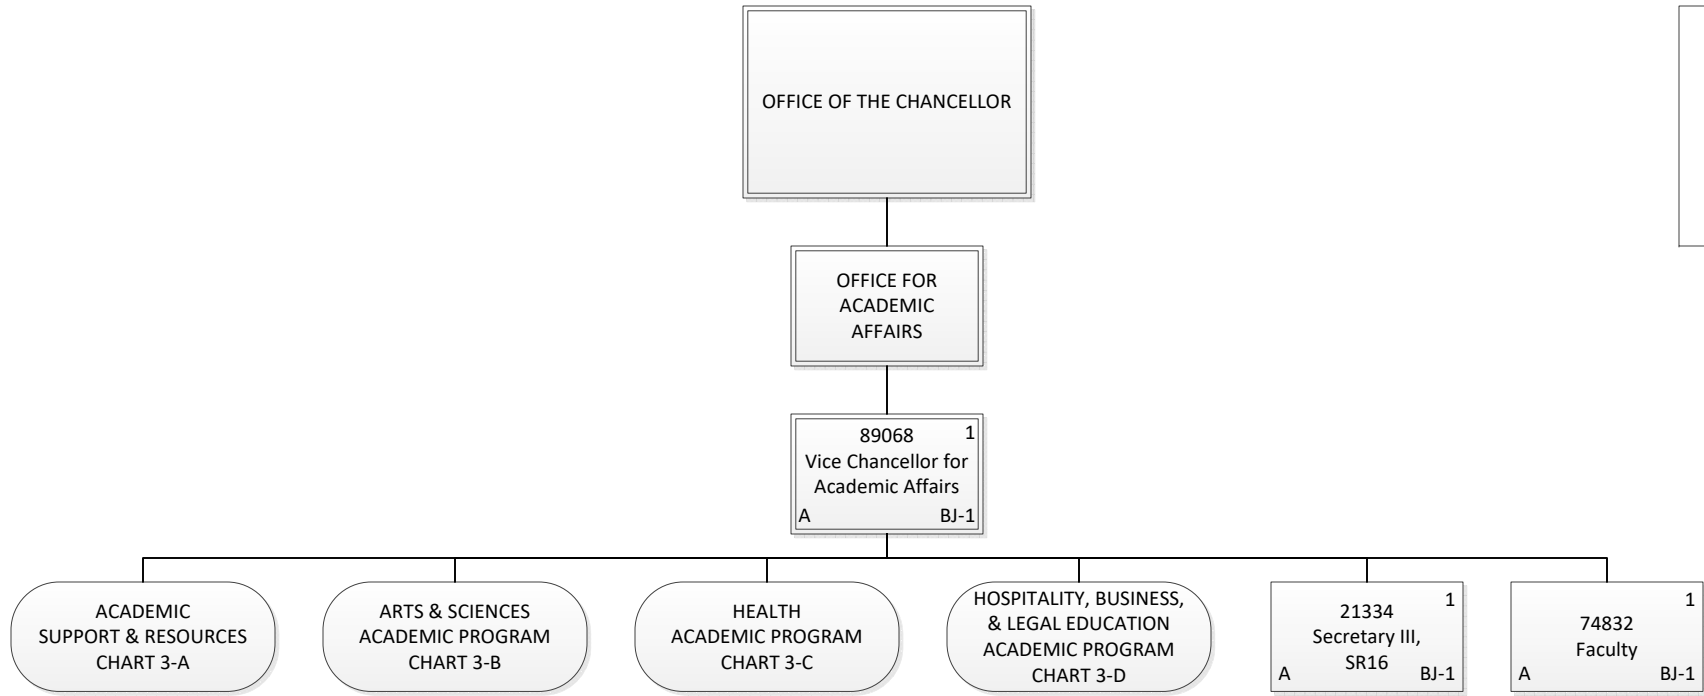 OFFICE OF THE CHANCELLOR
OFFICE FOR
ACADEMIC
AFFAIRS
89068 1
Vice Chancellor for
Academic Affairs
A BJ-1
ACADEMIC
SUPPORT & RESOURCES
CHART 3-A
ARTS & SCIENCES
ACADEMIC PROGRAM
CHART 3-B
HEALTH
ACADEMIC PROGRAM
CHART 3-C
HOSPITALITY, BUSINESS,
& LEGAL EDUCATION
ACADEMIC PROGRAM
CHART 3-D
1
21334
Secretary III,
SR16
A BJ-1
1
74832
Faculty
A BJ-1